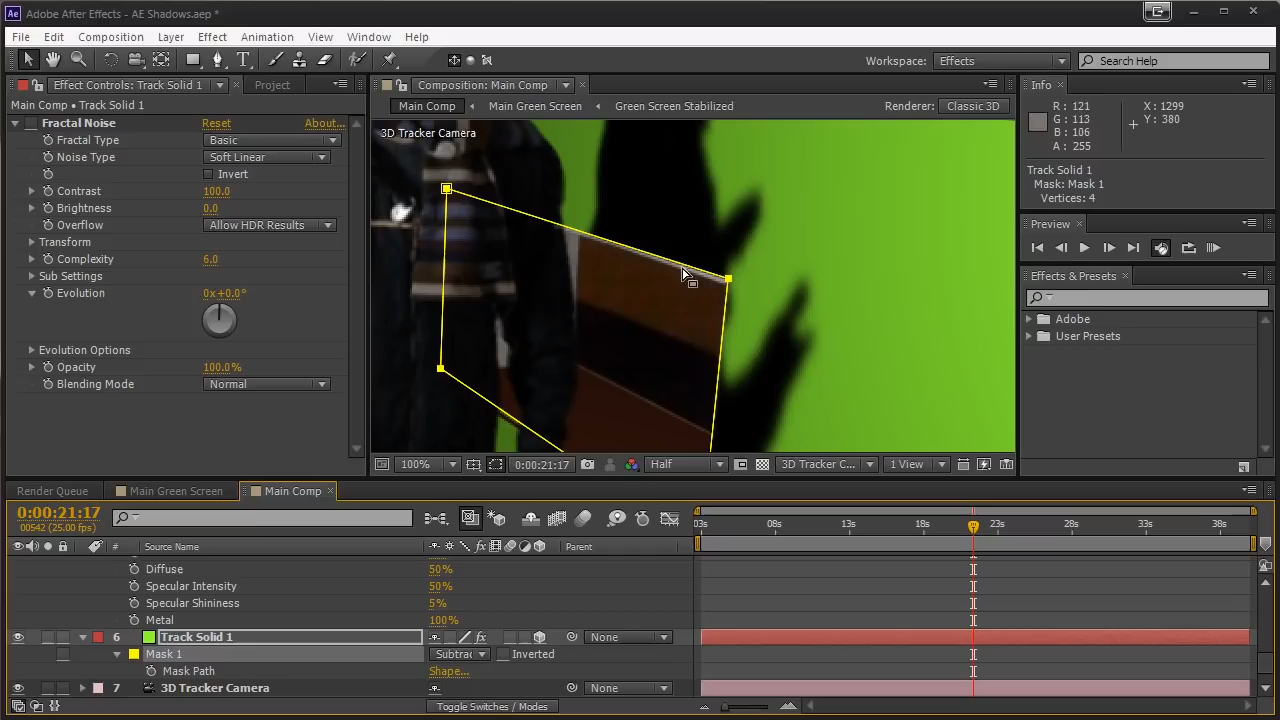 Adobe After Effects - AE Shadows.aep *
File Edit Composition Layer Effect Animation View Window Help
Workspace: Effects Search Help
Effect Controls: Track Solid 1 Project
Main Comp • Track Solid 1
Fractal Noise Reset About...
Fractal Type Basic
Noise Type Soft Linear
Invert
Contrast 100.0
Brightness 0.0
Overflow Allow HDR Results
Transform
Complexity 6.0
Sub Settings
Evolution 0x+0.0°
Evolution Options
Opacity 100.0%
Blending Mode Normal
Composition: Main Comp
Main Comp Main Green Screen Green Screen Stabilized Renderer: Classic 3D
3D Tracker Camera
100% 0:00:21:17 Half 3D Tracker C... 1 View
Info
R : 121 X : 1299
G : 113 Y : 380
B : 106
A : 255
Track Solid 1
Mask: Mask 1
Vertices: 4
Preview
Effects & Presets
Adobe
User Presets
Render Queue Main Green Screen Main Comp
0:00:21:17
00542 (25.00 fps)
03s 08s 13s 18s 23s 28s 33s 38s
# Source Name Parent
Diffuse 50%
Specular Intensity 50%
Specular Shininess 5%
Metal 100%
6 Track Solid 1 fx None
Mask 1 Subtrac Inverted
Mask Path Shape...
7 3D Tracker Camera None
Toggle Switches / Modes